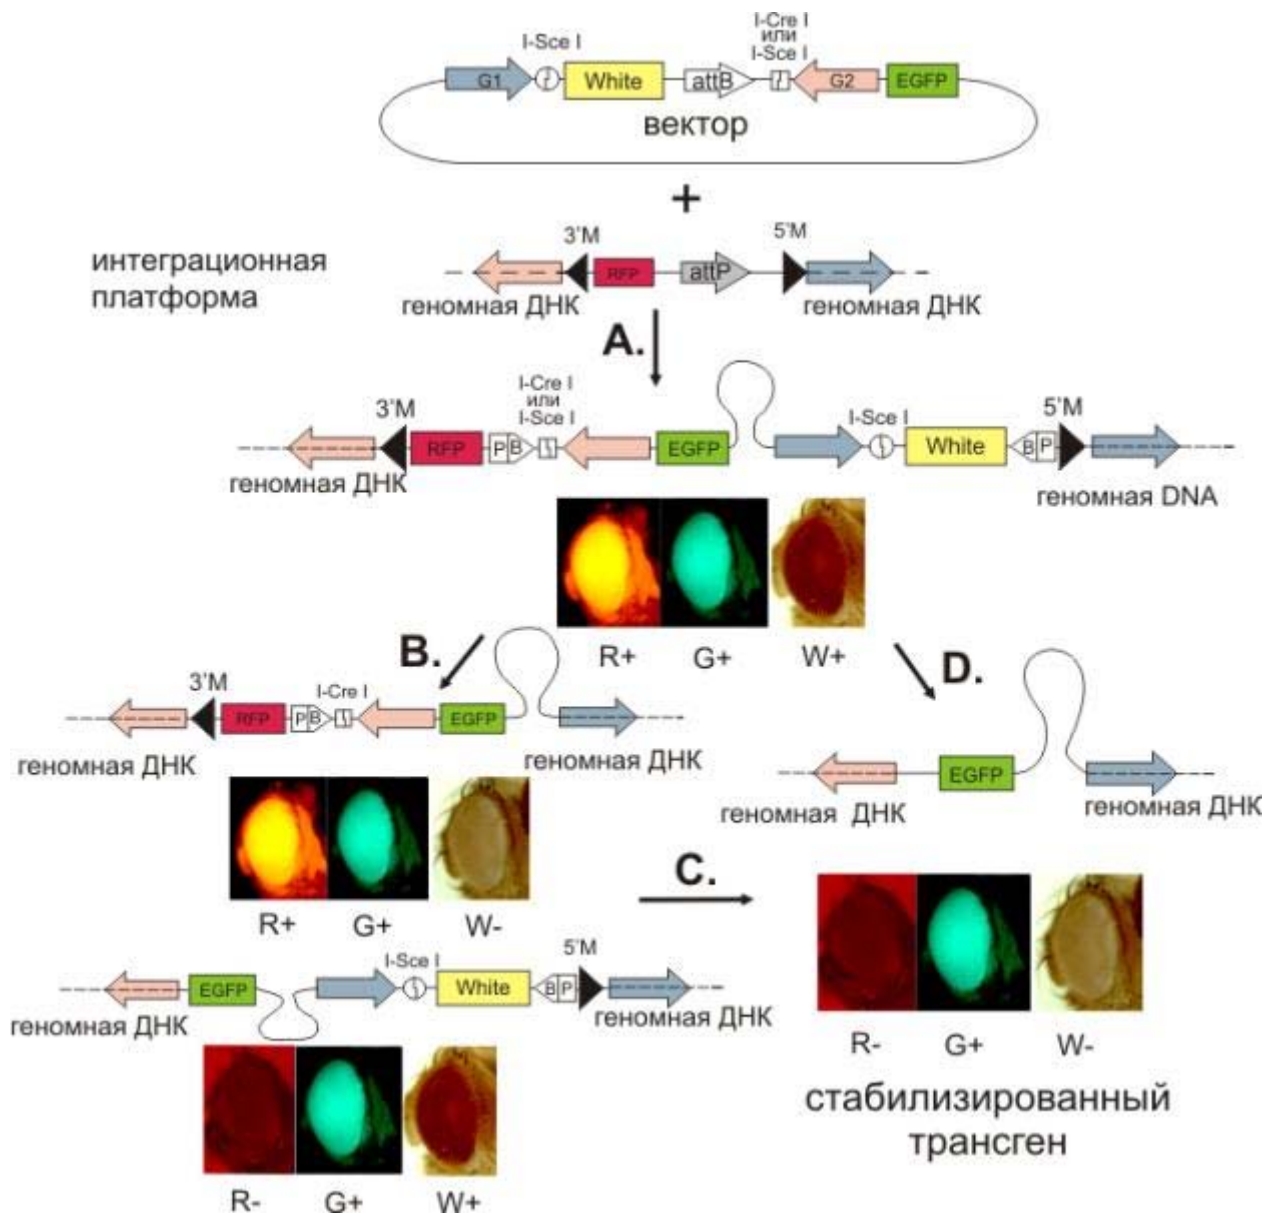 I-Cre I
или
I-Sce I
I-Sce I
G1
White
attB
G2
EGFP
вектор
+
интеграционная
платформа
3'M
5'M
RFP
attP
геномная ДНК
геномная ДНК
A.
I-Cre I
или
I-Sce I
3'M
I-Sce I
5'M
RFP
P
B
EGFP
White
B
P
геномная ДНК
геномная DNA
R+
G+
W+
B.
D.
3'M
I-Cre I
RFP
P
B
EGFP
геномная ДНК
геномная ДНК
EGFP
геномная ДНК
геномная ДНК
R+
G+
W-
C.
5'M
I-Sce I
EGFP
White
B
P
геномная ДНК
геномная ДНК
R-
G+
W+
R-
G+
W-
стабилизированный
трансген